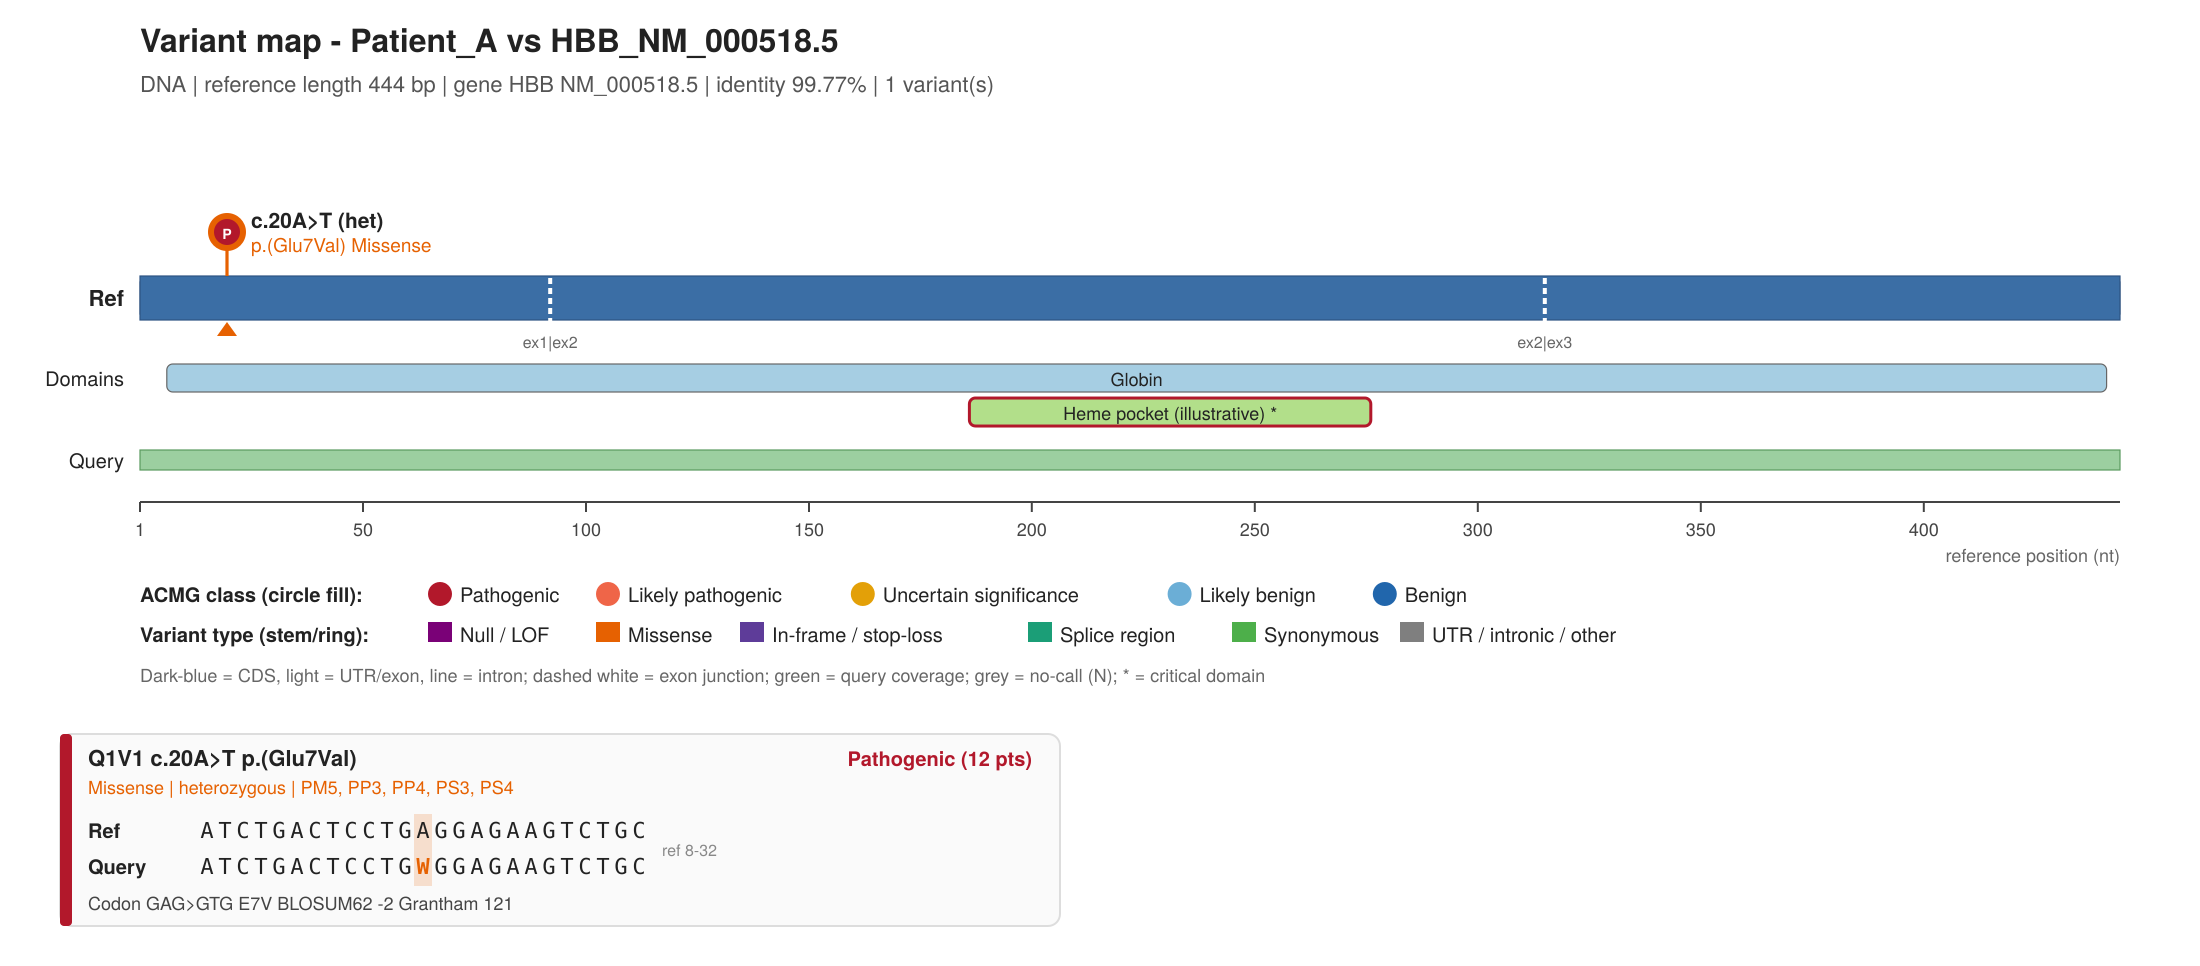 Variant map - Patient_A vs HBB_NM_000518.5
DNA | reference length 444 bp | gene HBB NM_000518.5 | identity 99.77% | 1 variant(s)
P
c.20A>T (het)
p.(Glu7Val) Missense
Ref
ex1|ex2
ex2|ex3
Domains
Globin
Heme pocket (illustrative) *
Query
1 50 100 150 200 250 300 350 400
reference position (nt)
ACMG class (circle fill): Pathogenic Likely pathogenic Uncertain significance Likely benign Benign
Variant type (stem/ring): Null / LOF Missense In-frame / stop-loss Splice region Synonymous UTR / intronic / other
Dark-blue = CDS, light = UTR/exon, line = intron; dashed white = exon junction; green = query coverage; grey = no-call (N); * = critical domain
Q1V1 c.20A>T p.(Glu7Val) Pathogenic (12 pts)
Missense | heterozygous | PM5, PP3, PP4, PS3, PS4
Ref ATCTGACTCCTGAGGAGAAGTCTGC
ref 8-32
Query ATCTGACTCCTGWGGAGAAGTCTGC
Codon GAG>GTG E7V BLOSUM62 -2 Grantham 121